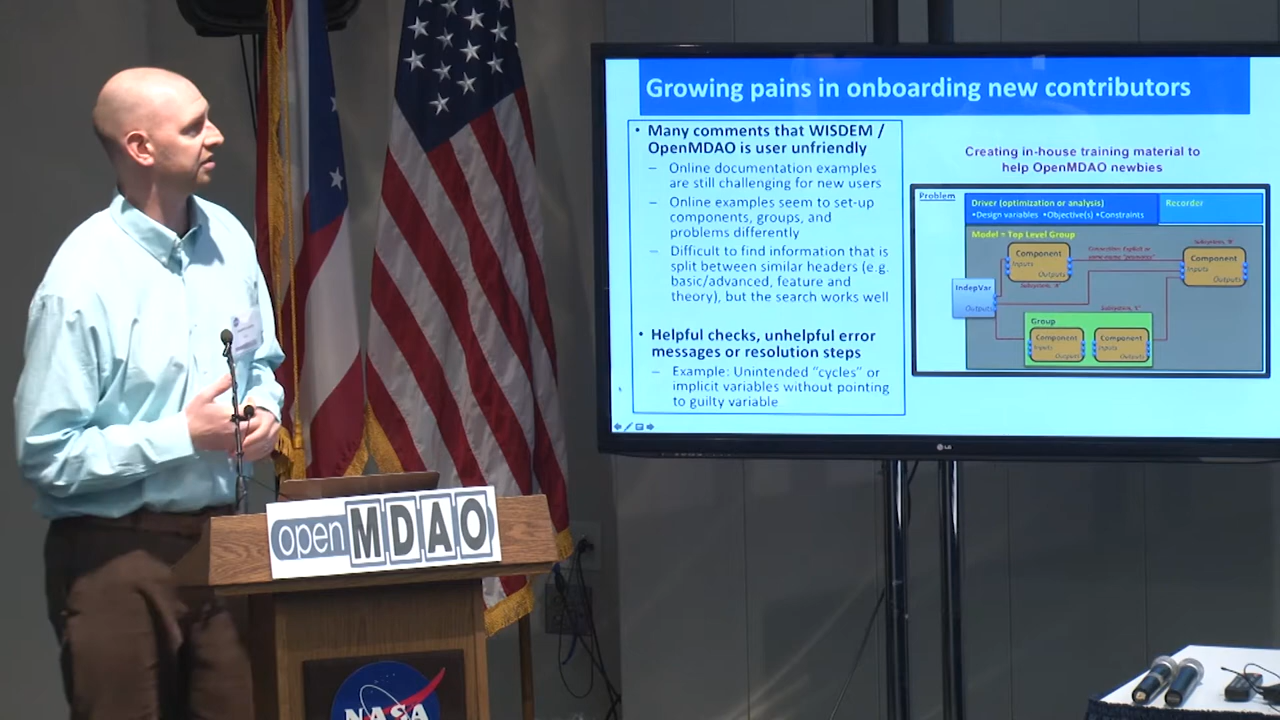 Growing pains in onboarding new contributors
• Many comments that WISDEM /
OpenMDAO is user unfriendly
– Online documentation examples
are still challenging for new users
– Online examples seem to set-up
components, groups, and
problems differently
– Difficult to find information that is
split between similar headers (e.g.
basic/advanced, feature and
theory), but the search works well
• Helpful checks, unhelpful error
messages or resolution steps
– Example: Unintended “cycles” or
implicit variables without pointing
to guilty variable
Creating in-house training material to
help OpenMDAO newbies
Problem
Driver (optimization or analysis)
•Design variables •Objective(s) •Constraints
Recorder
Model = Top Level Group
Component
Inputs
Outputs
Connection: Explicit or
Component
Inputs
Outputs
IndepVar
Outputs
Group
Component
Inputs
Outputs
Component
Inputs
Outputs
LG
openMDAO
NASA